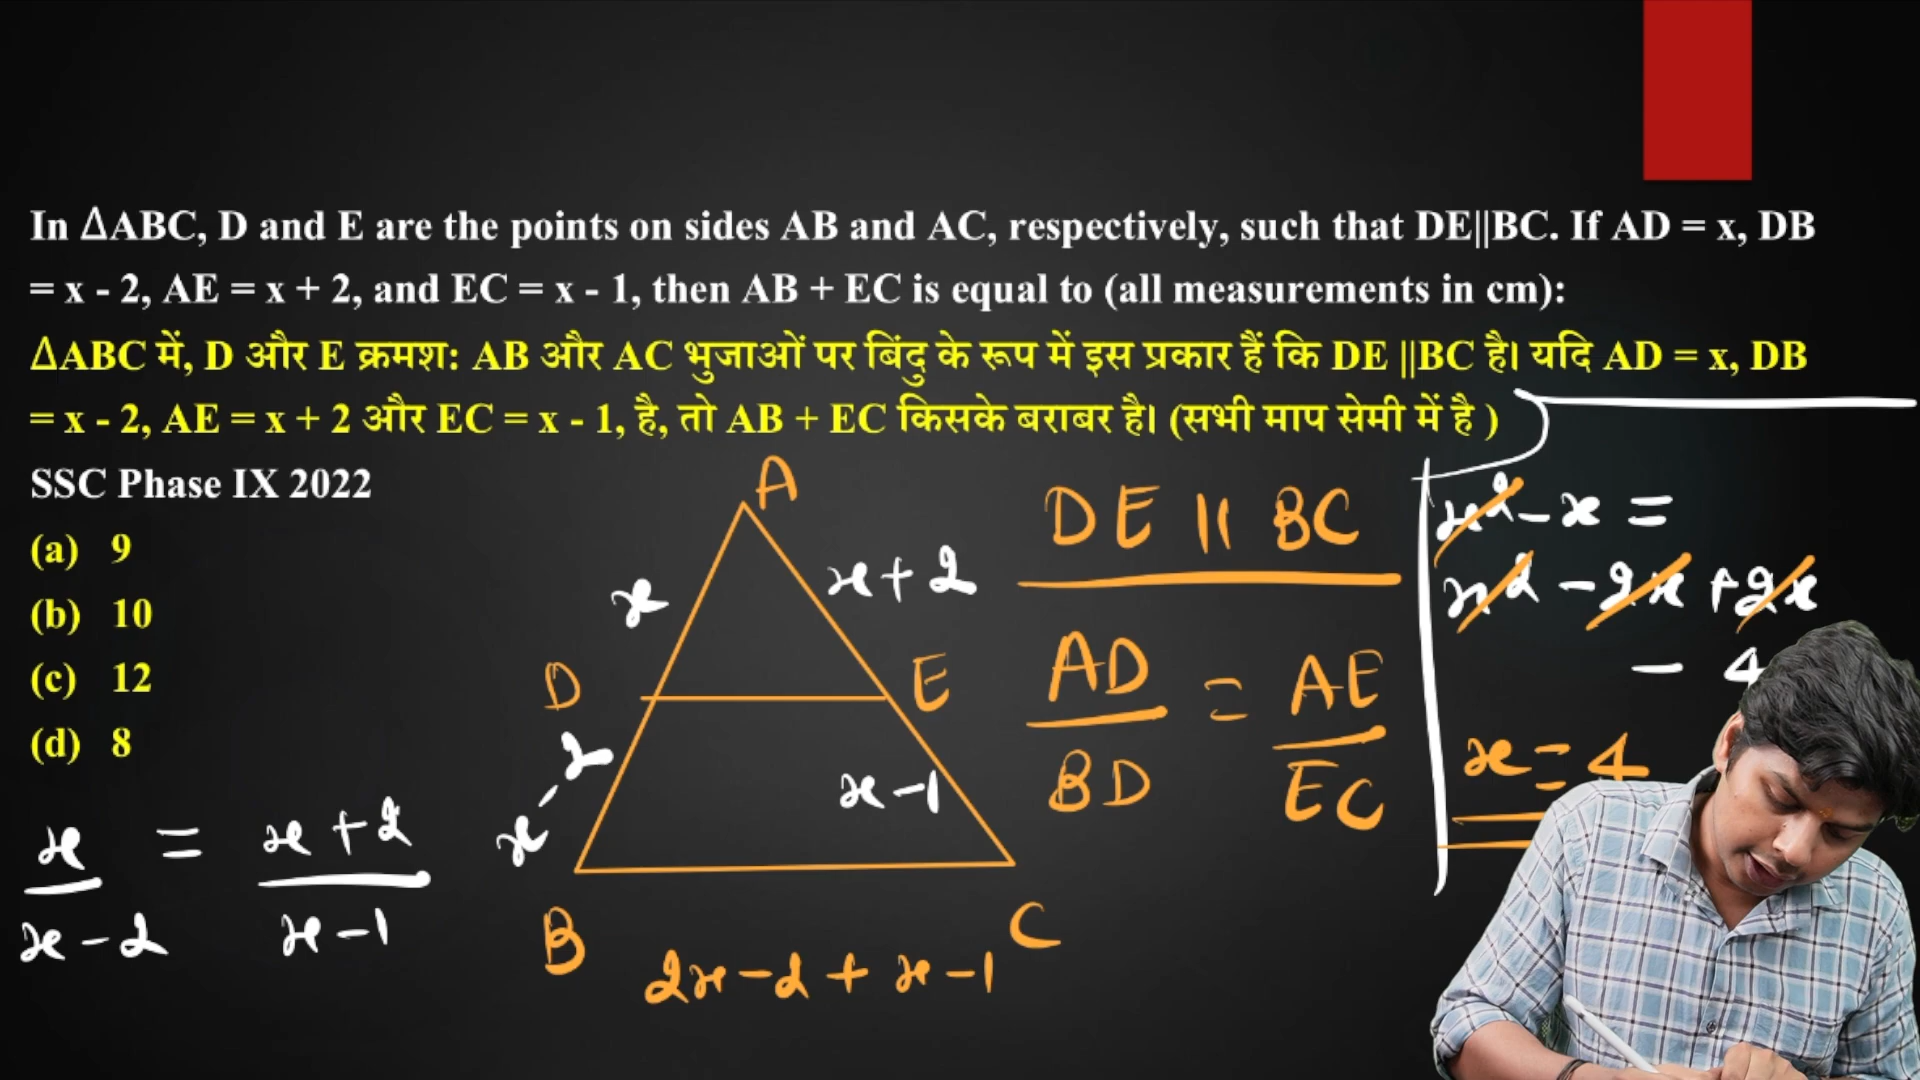 In ΔABC, D and E are the points on sides AB and AC, respectively, such that DE||BC. If AD = x, DB
= x - 2, AE = x + 2, and EC = x - 1, then AB + EC is equal to (all measurements in cm):
ΔABC में, D और E क्रमश: AB और AC भुजाओं पर बिंदु के रूप में इस प्रकार हैं कि DE ||BC है। यदि AD = x, DB
= x - 2, AE = x + 2 और EC = x - 1, है, तो AB + EC किसके बराबर है। (सभी माप सेमी में है )
SSC Phase IX 2022
(a) 9
(b) 10
(c) 12
(d) 8
x/x-2 = x+2/x-1
A
x
x+2
D
E
x-2
x-1
B
C
2x-2+x-1
DE || BC
AD/BD = AE/EC
x²-x =
x²-2x+2x
-4
x=4